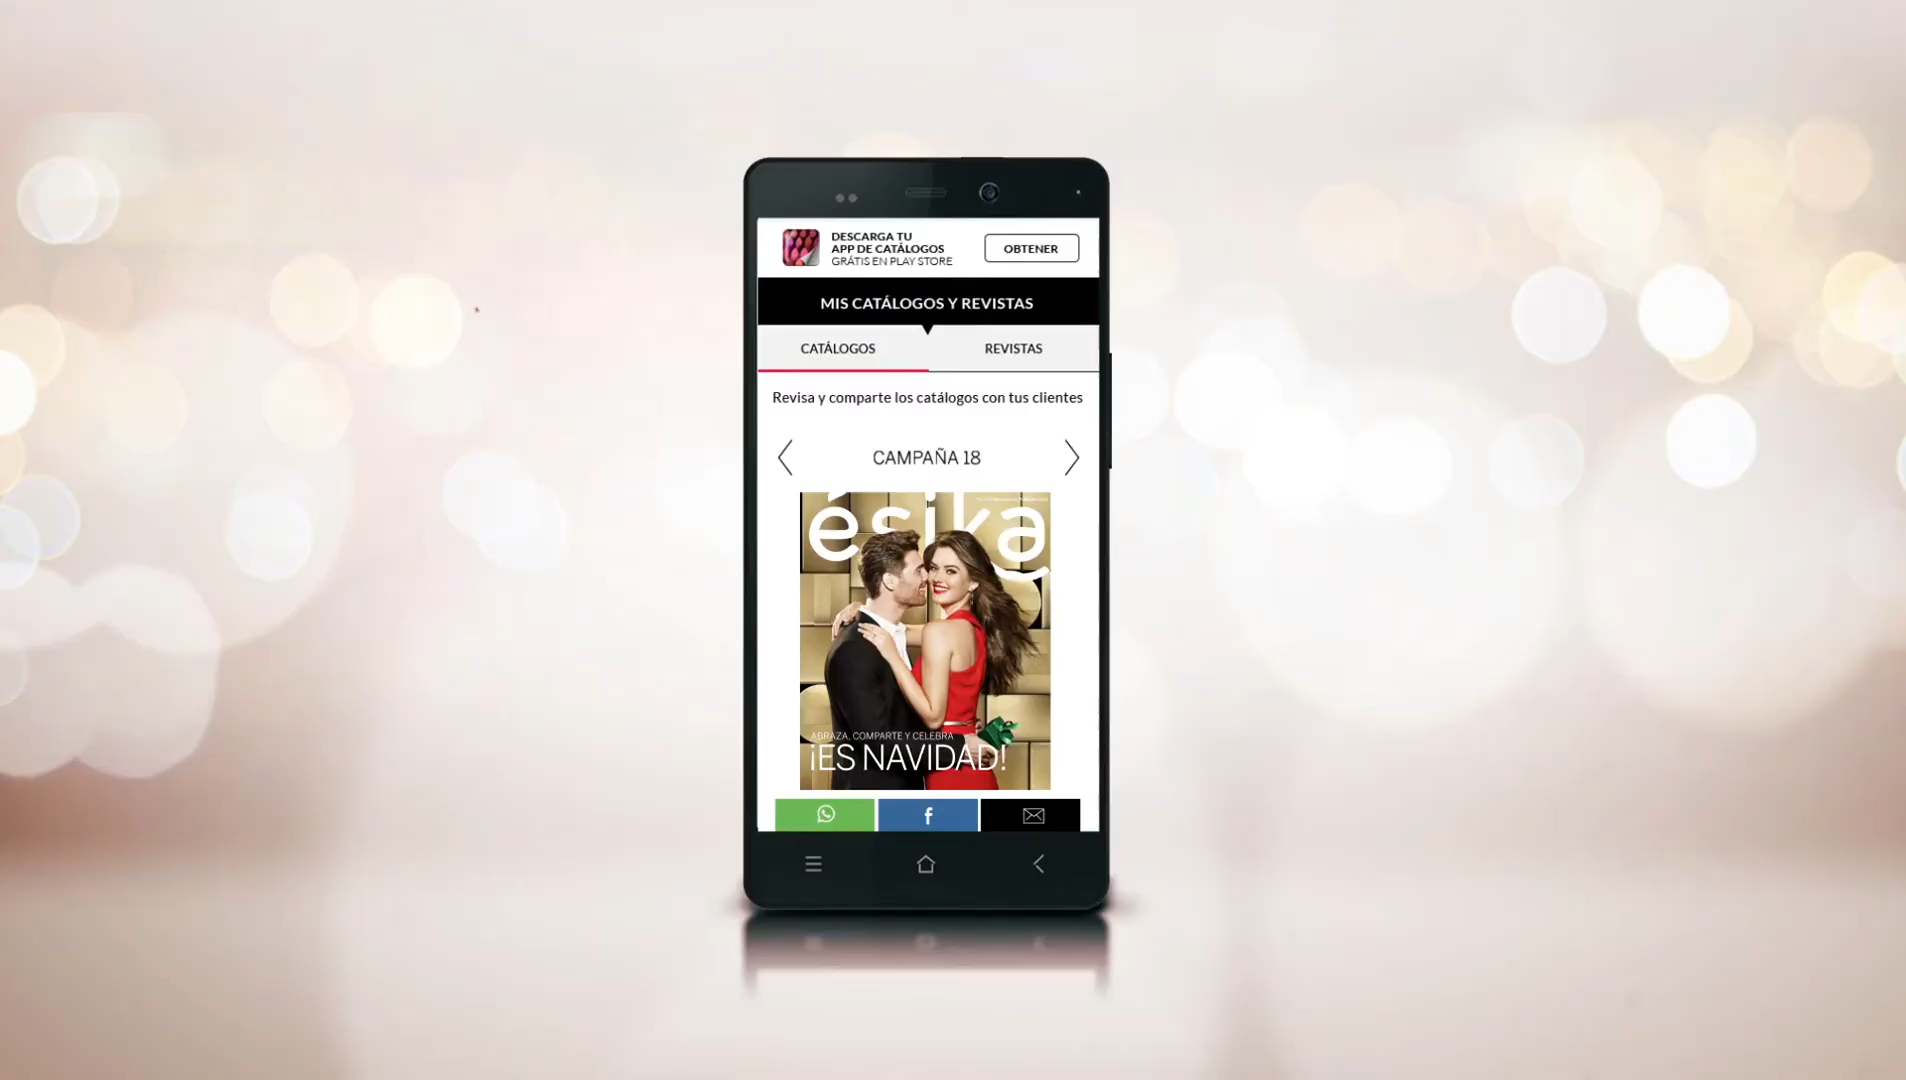 DESCARGA TU
APP DE CATÁLOGOS
GRÁTIS EN PLAY STORE
OBTENER
MIS CATÁLOGOS Y REVISTAS
CATÁLOGOS
REVISTAS
Revisa y comparte los catálogos con tus clientes
CAMPAÑA 18
ésika
ABRAZA, COMPARTE Y CELEBRA
¡ES NAVIDAD!
f